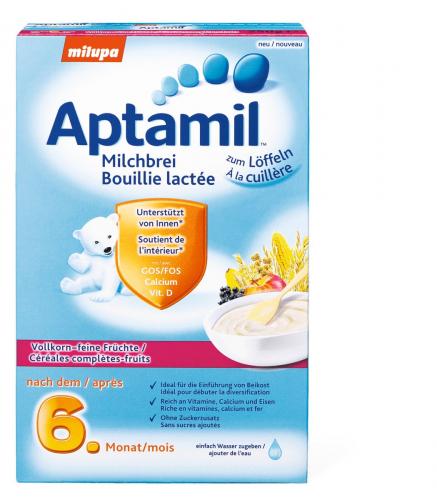 milupa
neu / nouveau
Aptamil™
Milchbrei
Bouillie lactée
zum Löffeln
À la cuillère
Unterstützt
von Innen*
Soutient de
l'intérieur*
GOS/FOS
Calcium
Vit. D
Vollkorn-feine Früchte /
Céréales complètes-fruits
nach dem / après
6. Monat/mois
✓ Ideal für die Einführung von Beikost
Idéal pour débuter la diversification
✓ Reich an Vitamine, Calcium und Eisen
Riche en vitamines, calcium et fer
✓ Ohne Zuckerzusatz
Sans sucres ajoutés
einfach Wasser zugeben /
ajouter de l'eau